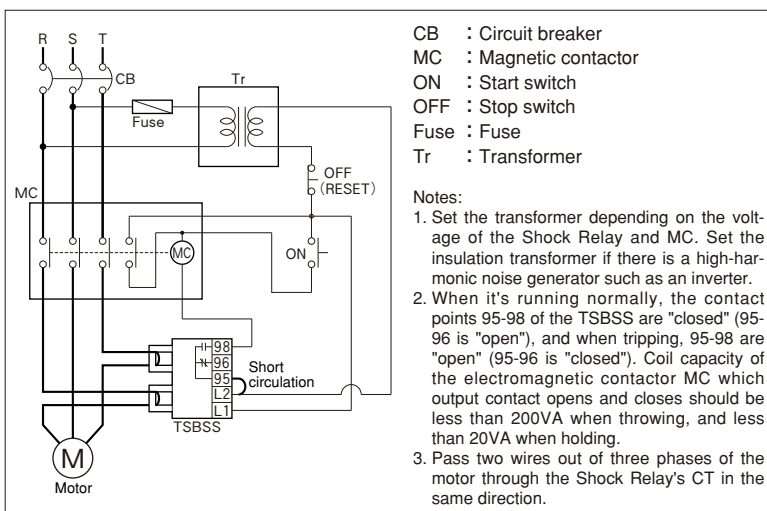 R S T
CB
Tr
Fuse
OFF
(RESET)
MC
MC
ON
98
96
95
L2
L1
Short
circulation
TSBSS
M
Motor
CB : Circuit breaker
MC : Magnetic contactor
ON : Start switch
OFF : Stop switch
Fuse : Fuse
Tr : Transformer
Notes:
1. Set the transformer depending on the volt-
age of the Shock Relay and MC. Set the
insulation transformer if there is a high-har-
monic noise generator such as an inverter.
2. When it's running normally, the contact
points 95-98 of the TSBSS are "closed" (95-
96 is "open"), and when tripping, 95-98 are
"open" (95-96 is "closed"). Coil capacity of
the electromagnetic contactor MC which
output contact opens and closes should be
less than 200VA when throwing, and less
than 20VA when holding.
3. Pass two wires out of three phases of the
motor through the Shock Relay's CT in the
same direction.